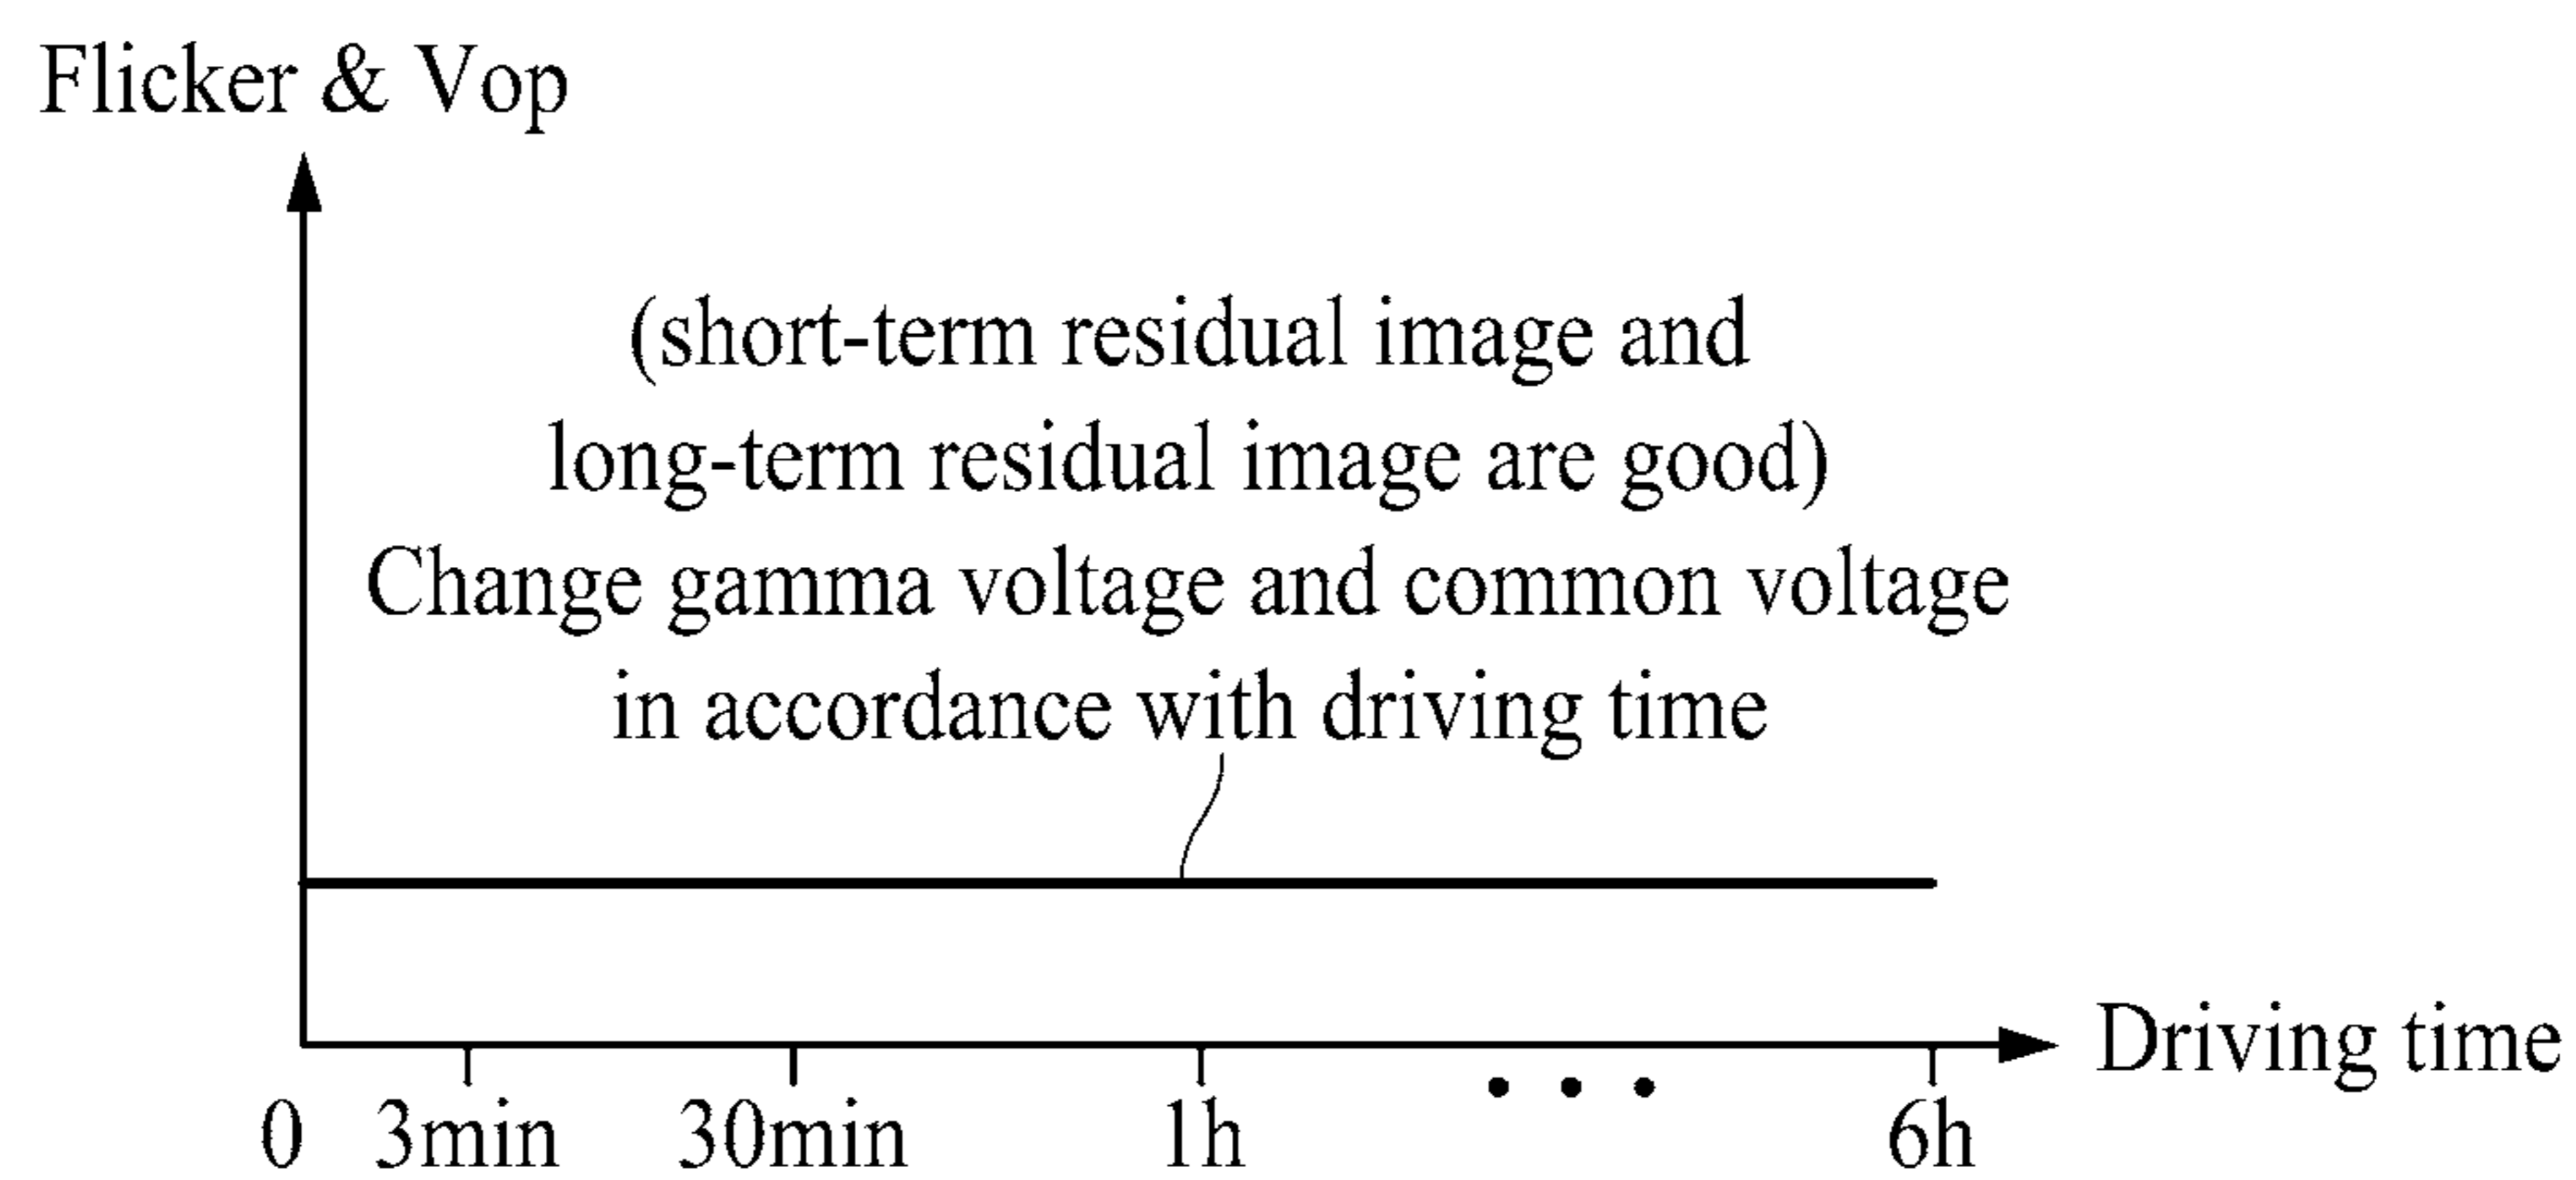 Flicker & Vop
(short-term residual image and
long-term residual image are good)
Change gamma voltage and common voltage
in accordance with driving time
Driving time
0 3min 30min 1h • • • 6h